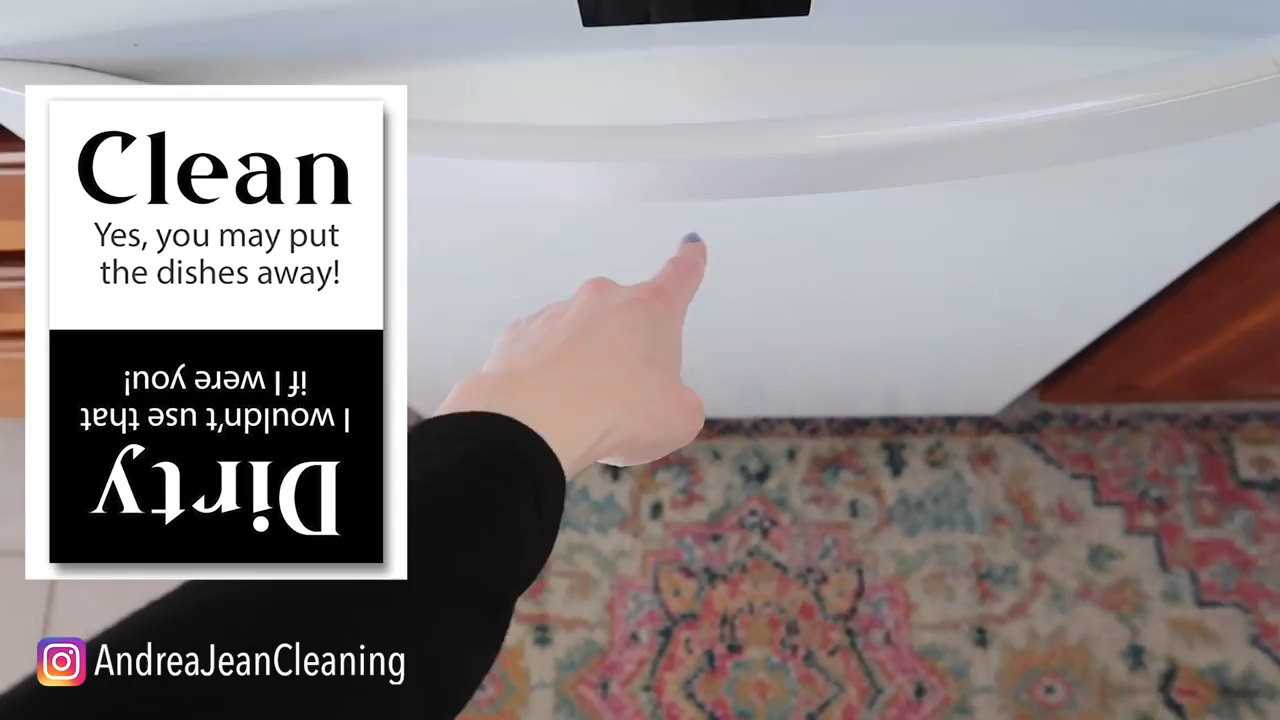 Clean
Yes, you may put
the dishes away!
Dirty
I wouldn't use that
if I were you!
AndreaJeanCleaning